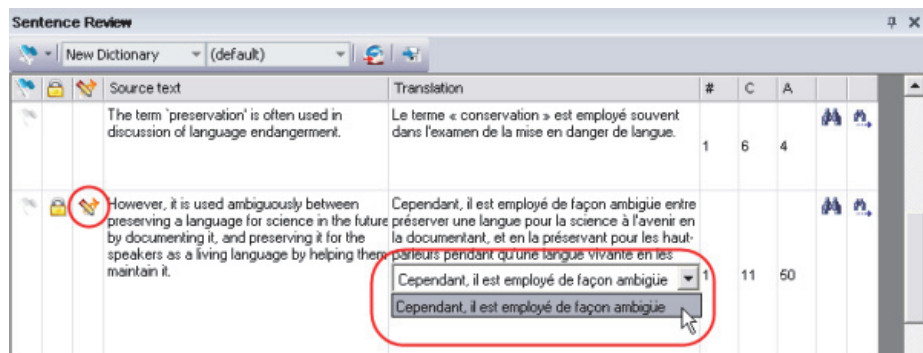 Sentence Review
New Dictionary (default)
Source text Translation # C A
The term `preservation' is often used in
discussion of language endangerment.
Le terme « conservation » est employé souvent
dans l'examen de la mise en danger de langue.
1 6 4
However, it is used ambiguously between
preserving a language for science in the future
by documenting it, and preserving it for the
speakers as a living language by helping them
maintain it.
Cependant, il est employé de façon ambigüe entre
préserver une langue pour la science à l'avenir en
la documentant, et en la préservant pour les haut-
parleurs pendant qu'une langue vivante en les
Cependant, il est employé de façon ambigüe
1 11 50
Cependant, il est employé de façon ambigüe